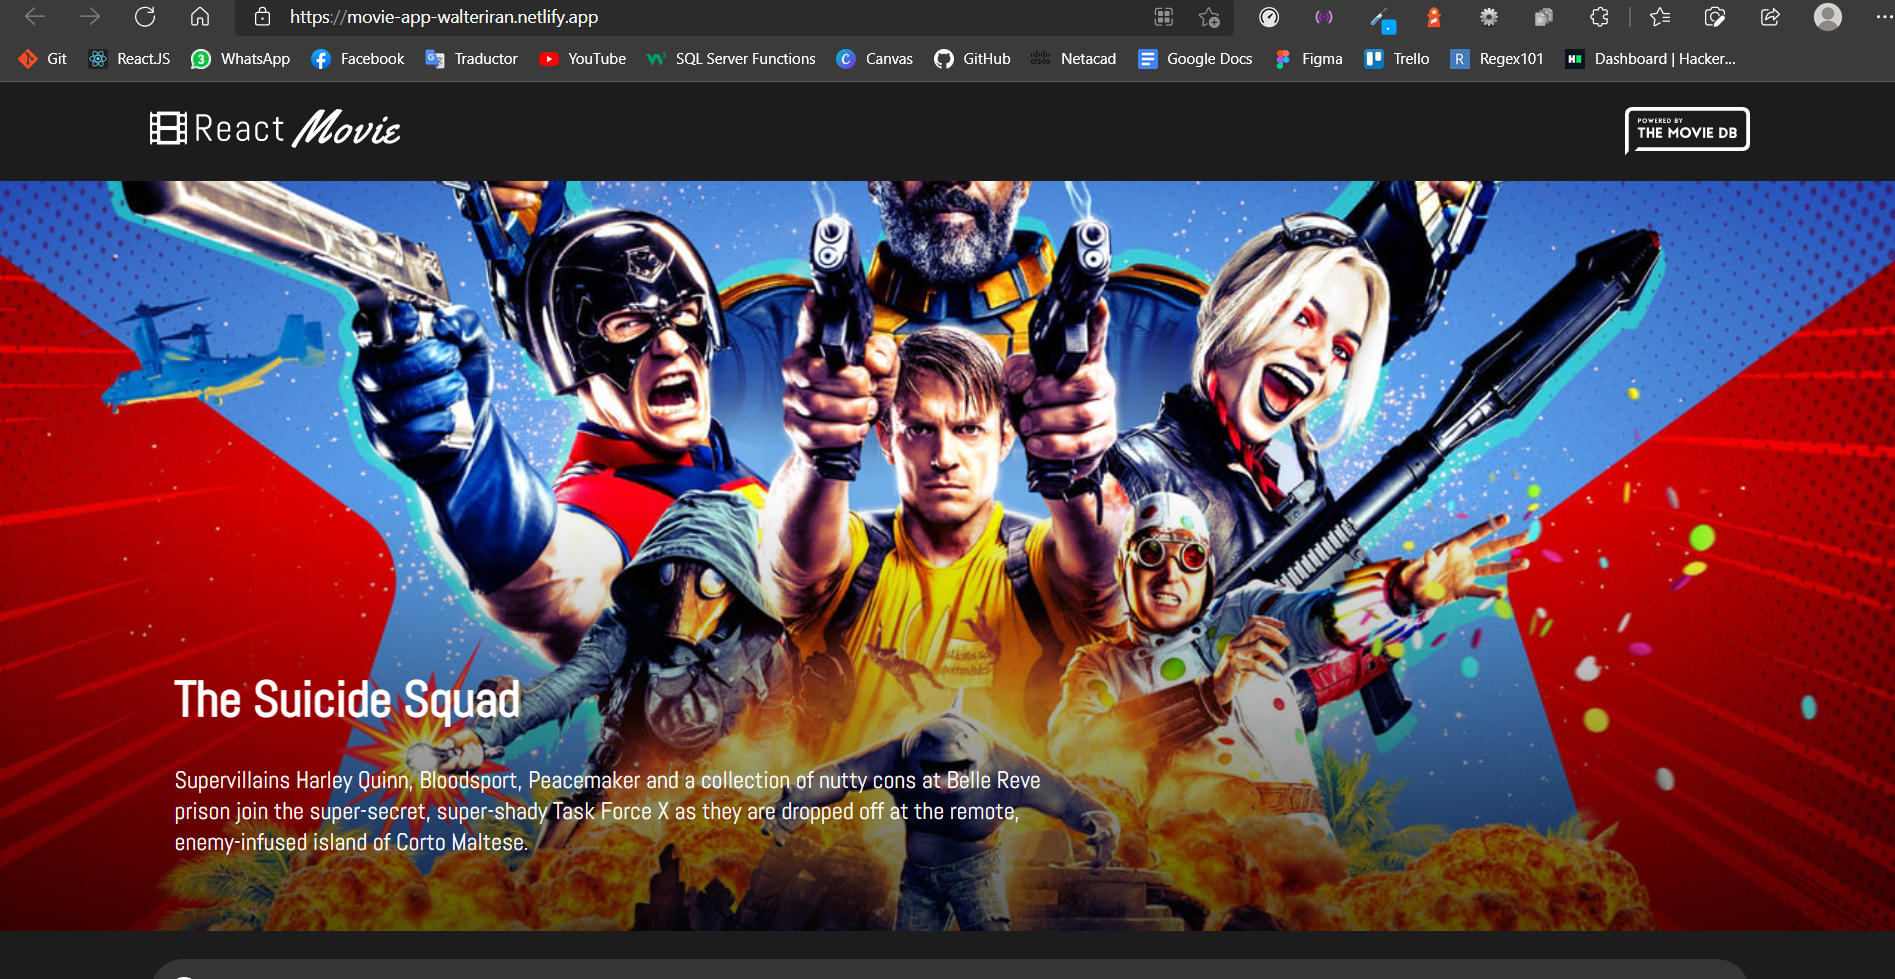 https://movie-app-walteriran.netlify.app
Git ReactJS WhatsApp Facebook Traductor YouTube SQL Server Functions Canvas GitHub Netacad Google Docs Figma Trello Regex101 Dashboard | Hacker...
React Movie
POWERED BY
THE MOVIE DB
The Suicide Squad
Supervillains Harley Quinn, Bloodsport, Peacemaker and a collection of nutty cons at Belle Reve
prison join the super-secret, super-shady Task Force X as they are dropped off at the remote,
enemy-infused island of Corto Maltese.